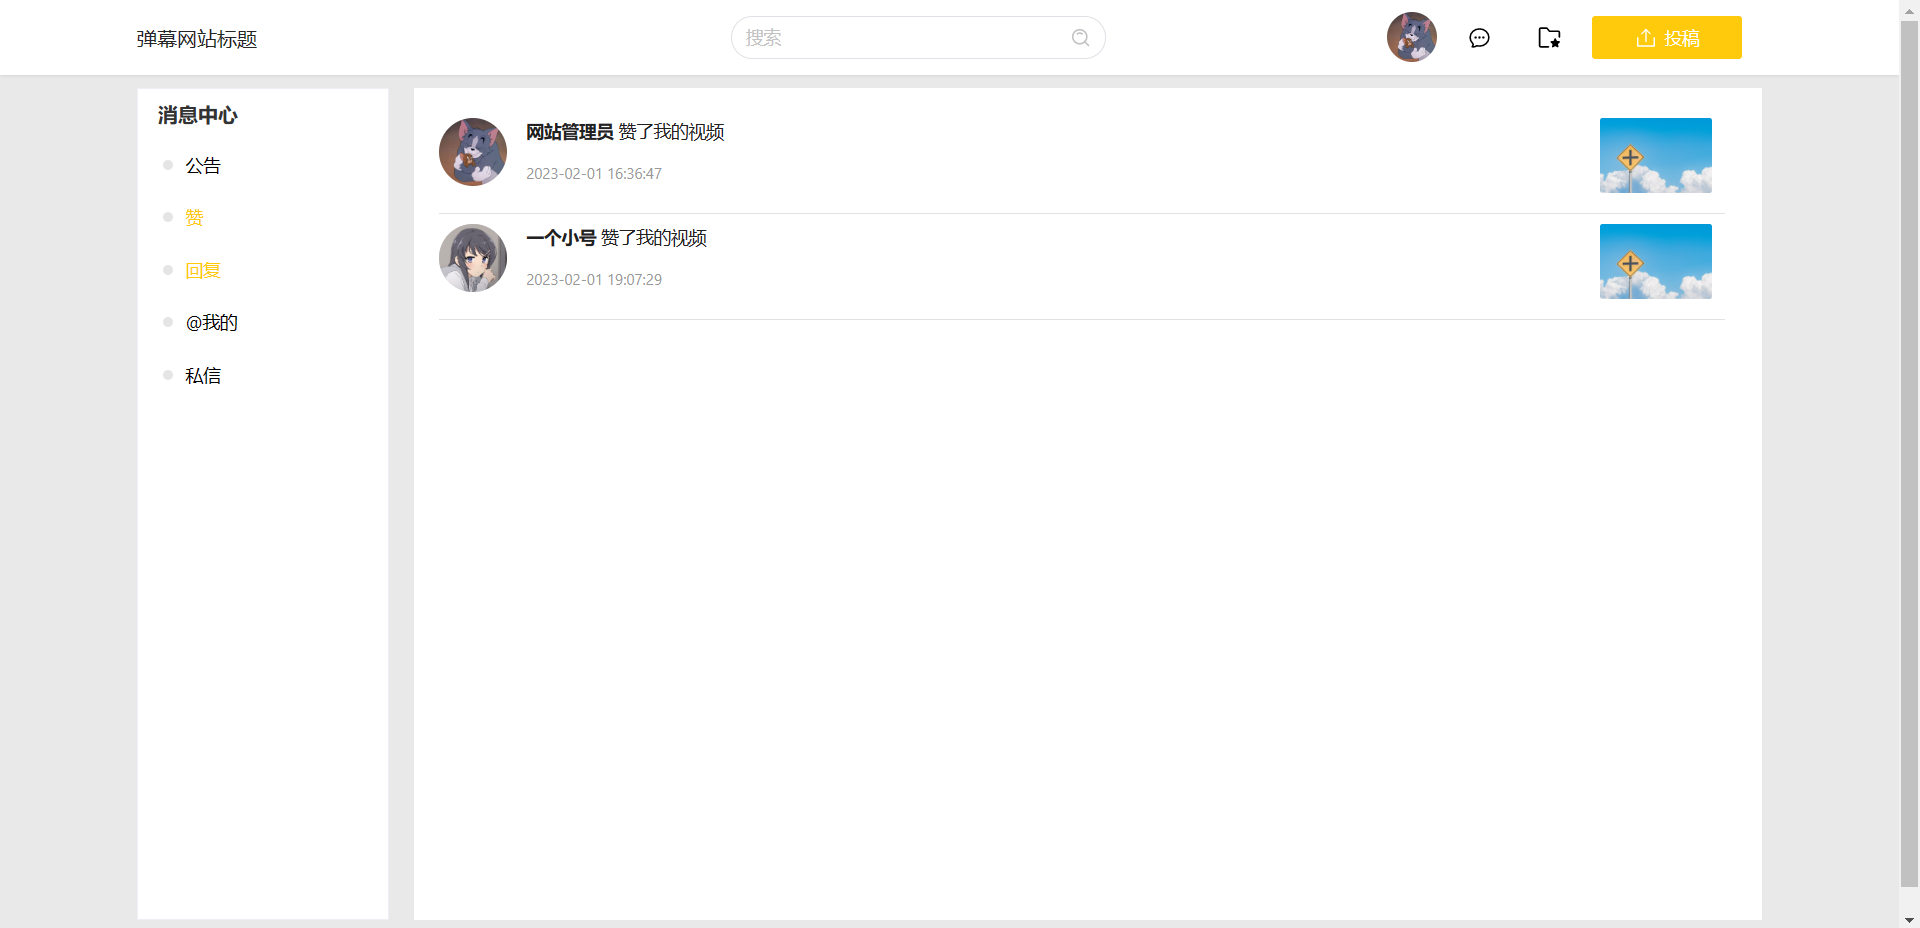 弹幕网站标题
搜索
投稿
消息中心
公告
赞
回复
@我的
私信
网站管理员 赞了我的视频
2023-02-01 16:36:47
一个小号 赞了我的视频
2023-02-01 19:07:29